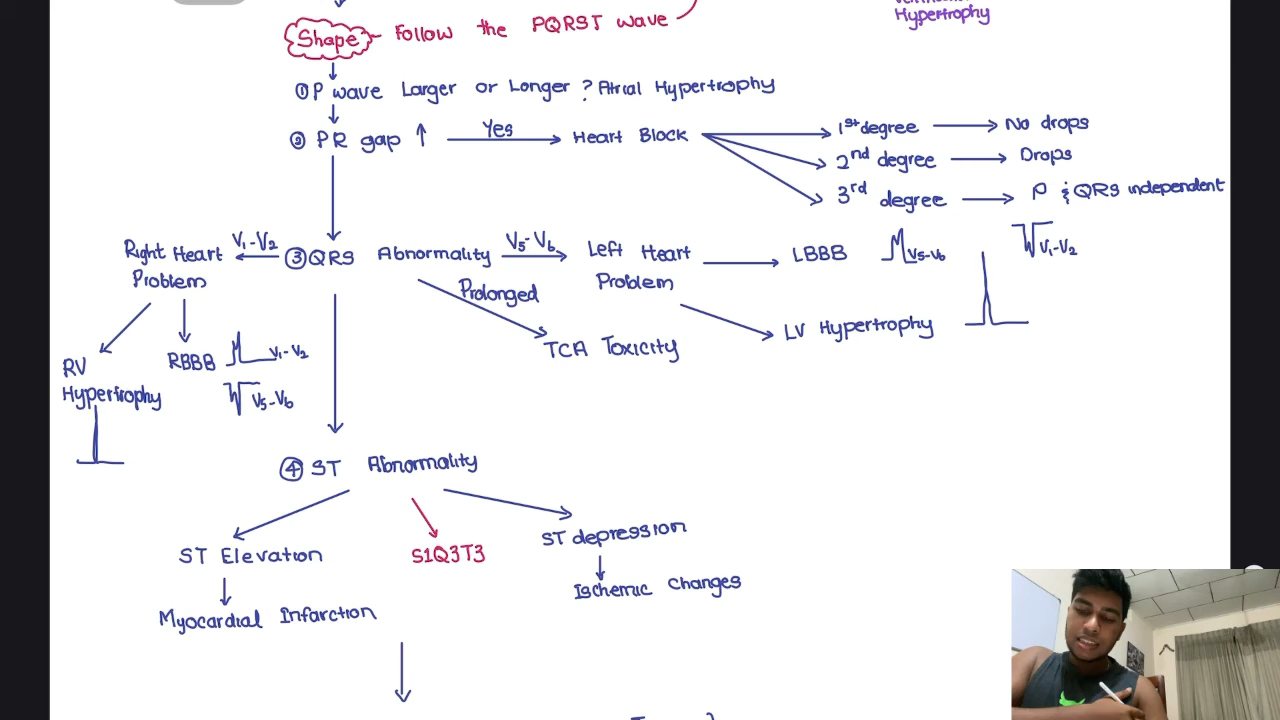 Hypertrophy
Shape - Follow the PQRST wave
① P wave Larger or Longer ? Atrial Hypertrophy
② PR gap ↑ Yes Heart Block
1st degree → No drops
2nd degree → Drops
3rd degree → P & QRS independent
Right Heart Problem
V1-V2
③ QRS Abnormality
V5-V6
Left Heart Problem
LBBB V5-V6
V1-V2
Prolonged
TCA Toxicity
LV Hypertrophy
RV Hypertrophy
RBBB V1-V2
V5-V6
④ ST Abnormality
ST Elevation
S1Q3T3
ST depression
Myocardial Infarction
Ischemic Changes